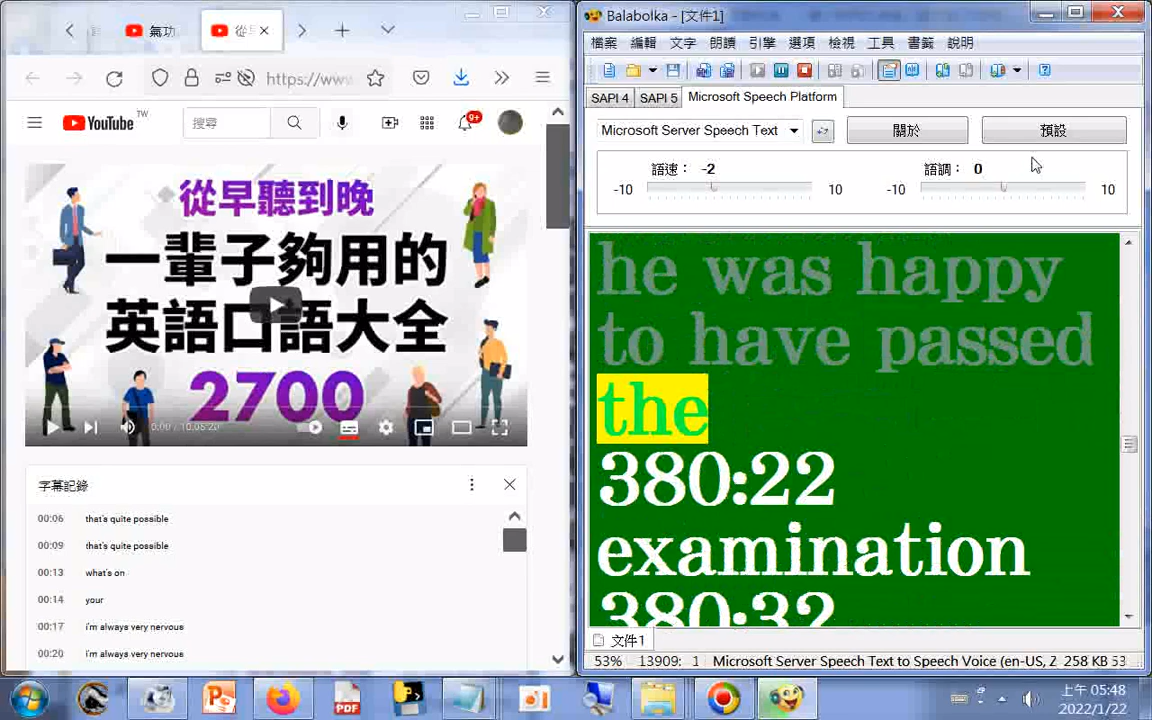 氣功
從早
https://www
YouTube TW
搜尋
9+
從早聽到晚
一輩子夠用的
英語口語大全
2700
0:00 / 10:05:20
字幕記錄
00:06 that's quite possible
00:09 that's quite possible
00:13 what's on
00:14 your
00:17 i'm always very nervous
00:20 i'm always very nervous
Balabolka - [文件1]
檔案 編輯 文字 朗讀 引擎 選項 檢視 工具 書籤 說明
SAPI 4 SAPI 5 Microsoft Speech Platform
Microsoft Server Speech Text 關於 預設
語速： -2 語調： 0
-10 10 -10 10
he was happy
to have passed
the
380:22
examination
380:32
文件1
53% 13909: 1 Microsoft Server Speech Text to Speech Voice (en-US, Z 258 KB 53
PDF
上午 05:48
2022/1/22